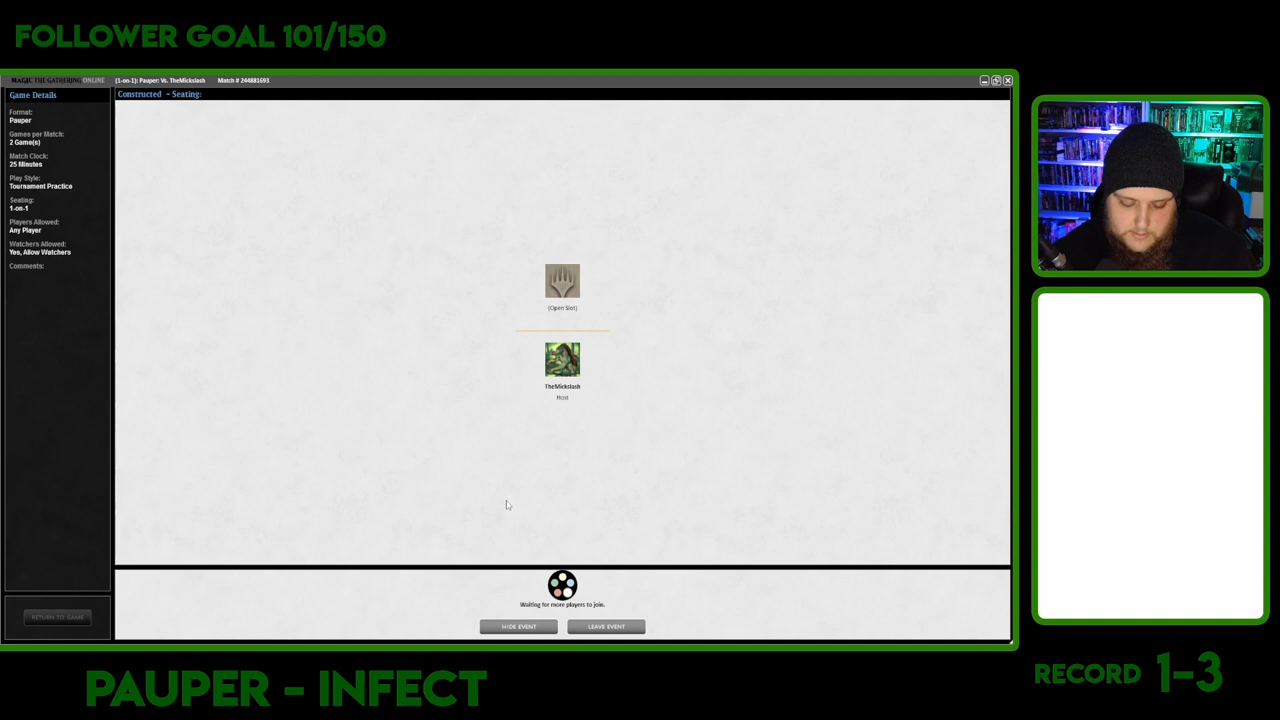 FOLLOWER GOAL 101/150
MAGIC THE GATHERING ONLINE (1-on-1): Pauper: Vs. TheMickslash Match # 244881693
Game Details
Constructed - Seating:
Format:
Pauper
Games per Match:
2 Game(s)
Match Clock:
25 Minutes
Play Style:
Tournament Practice
Seating:
1-on-1
Players Allowed:
Any Player
Watchers Allowed:
Yes, Allow Watchers
Comments:
(Open Slot)
TheMickslash
Host
Waiting for more players to join.
RETURN TO GAME
HIDE EVENT
LEAVE EVENT
PAUPER - INFECT
RECORD 1-3